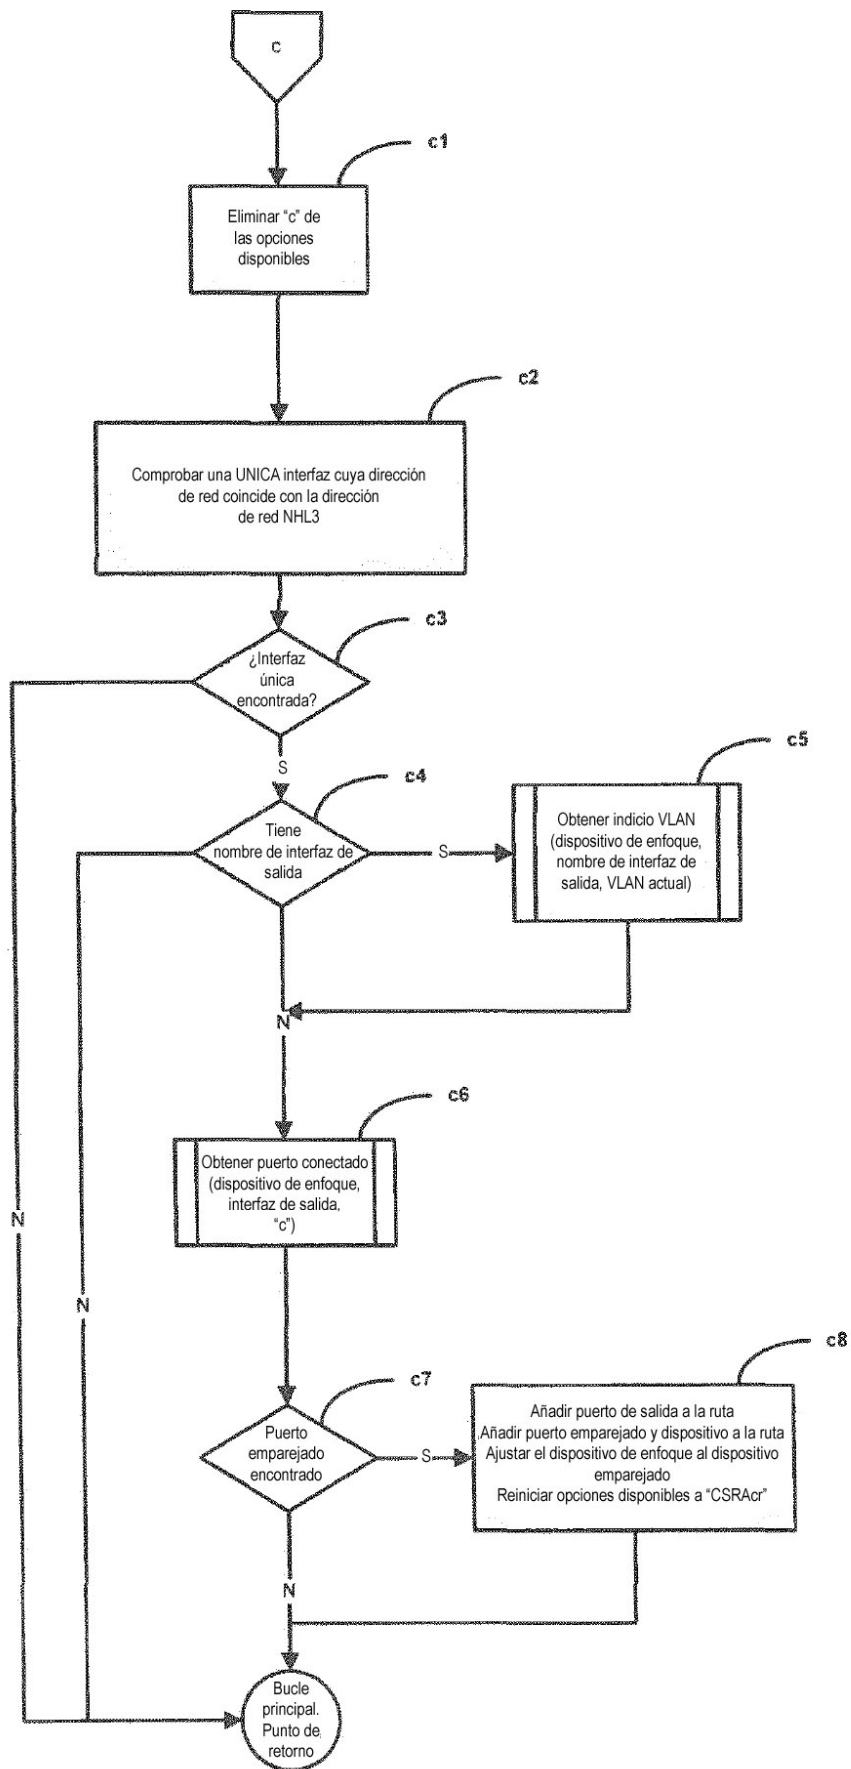 c
c1
Eliminar “c” de
las opciones
disponibles
c2
Comprobar una UNICA interfaz cuya dirección
de red coincide con la dirección
de red NHL3
c3
¿Interfaz
única
encontrada?
S
c4
Tiene
nombre de interfaz de
salida
S
c5
Obtener indicio VLAN
(dispositivo de enfoque,
nombre de interfaz de
salida, VLAN actual)
N
c6
Obtener puerto conectado
(dispositivo de enfoque,
interfaz de salida,
“c”)
N
N
c7
Puerto
emparejado
encontrado
S
c8
Añadir puerto de salida a la ruta
Añadir puerto emparejado y dispositivo a la ruta
Ajustar el dispositivo de enfoque al dispositivo
emparejado
Reiniciar opciones disponibles a “CSRAcr”
N
Bucle
principal.
Punto de
retorno